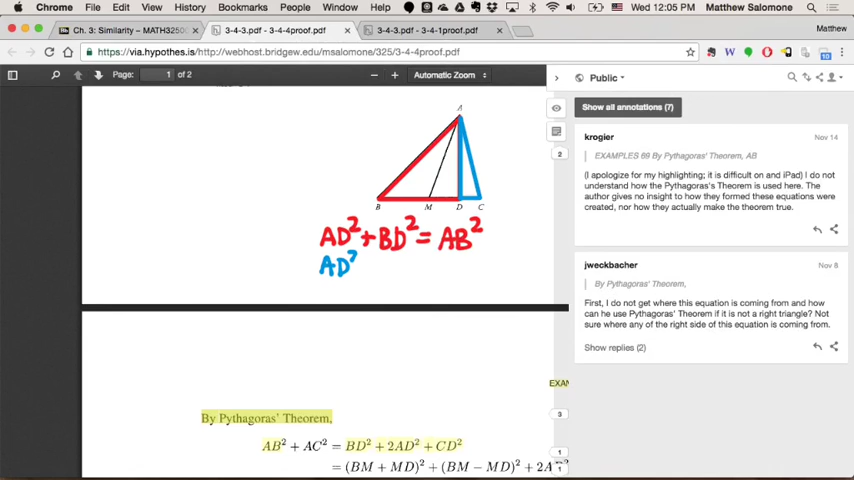 Chrome File Edit View History Bookmarks People Window Help Wed 12:05 PM Matthew Salomone
Ch. 3: Similarity - MATH32500 3-4-3.pdf - 3-4-4proof.pdf 3-4-3.pdf - 3-4-1proof.pdf Matthew
https://via.hypothes.is/http://webhost.bridgew.edu/msalomone/325/3-4-4proof.pdf
Page: 1 of 2 Automatic Zoom Public
Show all annotations (7)
A
B M D C
AD²+BD²=AB²
AD²
By Pythagoras' Theorem,
AB² + AC² = BD² + 2AD² + CD²
= (BM + MD)² + (BM − MD)² + 2A
EXAM
2
3
1
1
krogier Nov 14
EXAMPLES 69 By Pythagoras' Theorem, AB
(I apologize for my highlighting; it is difficult on and iPad) I do not
understand how the Pythagoras's Theorem is used here. The
author gives no insight to how they formed these equations were
created, nor how they actually make the theorem true.
jweckbacher Nov 8
By Pythagoras' Theorem,
First, I do not get where this equation is coming from and how
can he use Pythagoras' Theorem if it is not a right triangle? Not
sure where any of the right side of this equation is coming from.
Show replies (2)